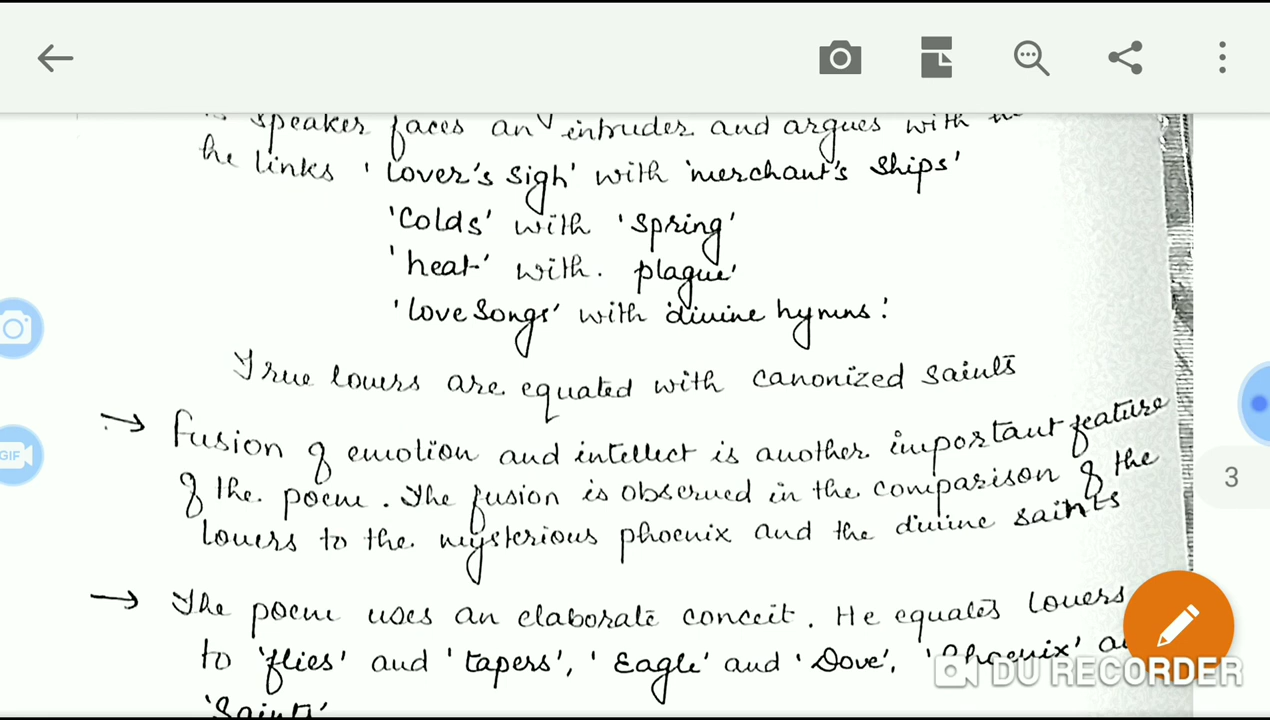 speaker faces an intruder and argues with
he links 'Lover's sigh' with 'merchant's ships'
'Colds' with 'spring'
'heat' with. plague'
'Love Songs' with divine hymns'.
True lovers are equated with canonized saints
→ Fusion of emotion and intellect is another important feature
of the poem. The fusion is observed in the comparison of the
lovers to the mysterious phoenix and the divine saints
→ The poem uses an elaborate conceit. He equates lovers
to 'flies' and 'tapers', 'Eagle' and 'Dove', 'Phoenix' a
'Saints'
3
GIF
DU RECORDER